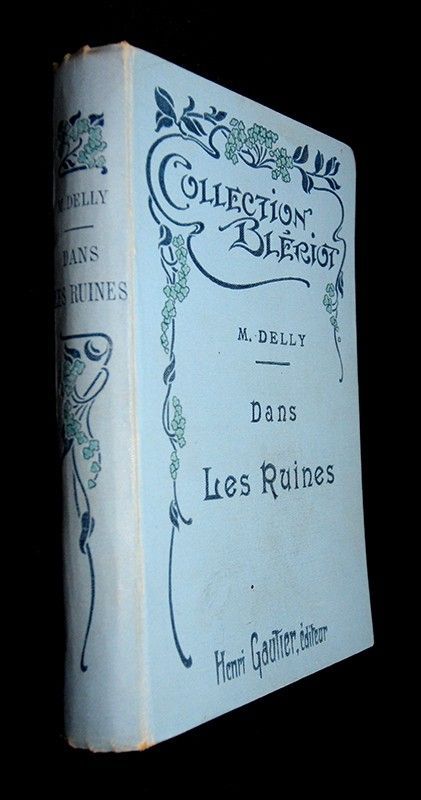 M. DELLY
DANS
LES RUINES
COLLECTION
BLÉRIOT
M. DELLY
Dans
Les Ruines
Henri Gautier, éditeur